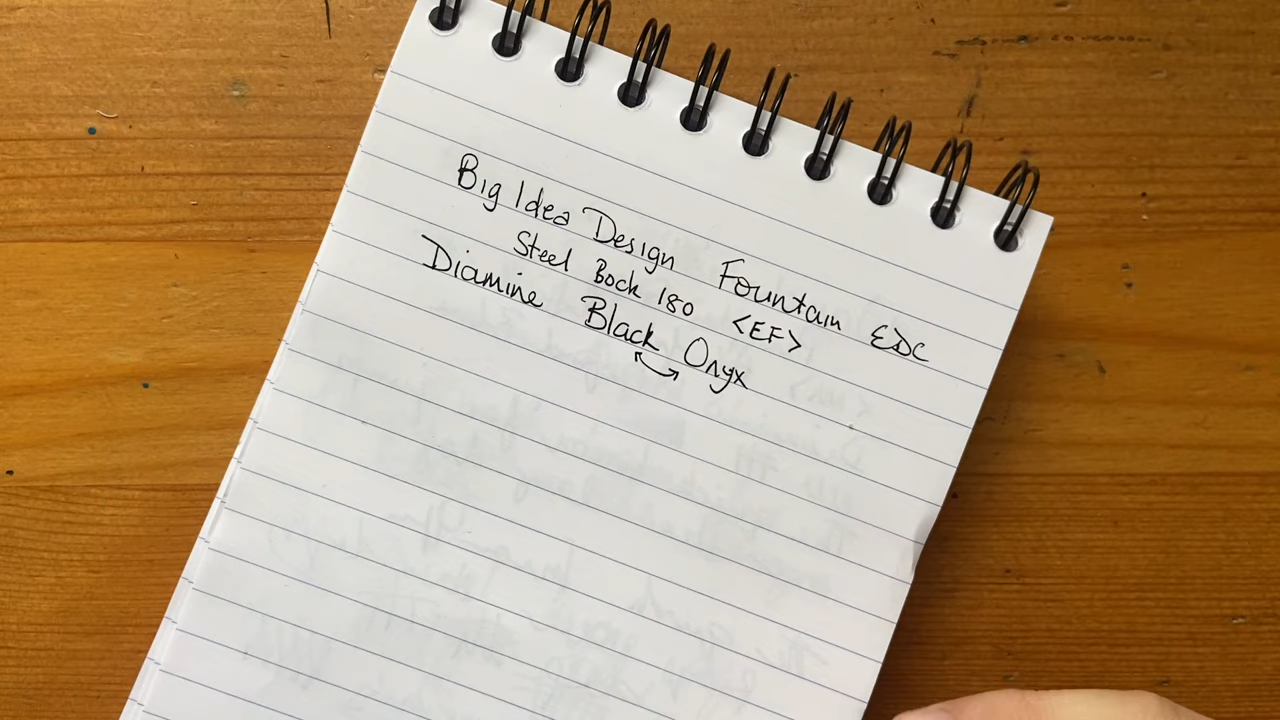 Big Idea Design Fountain EDC
Steel Bock 180 <EF>
Diamine Black Onyx